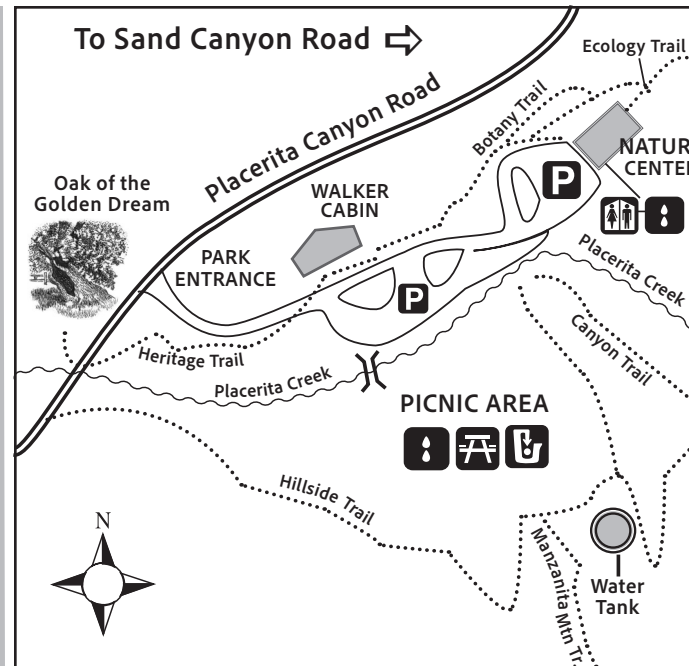 To Sand Canyon Road
Ecology Trail
Botany Trail
Placerita Canyon Road
NATUR
CENTE
P
Oak of the
Golden Dream
WALKER
CABIN
PARK
ENTRANCE
Placerita Creek
P
Heritage Trail
Canyon Trail
Placerita Creek
PICNIC AREA
Hillside Trail
N
Manzanita Mtn Tr
Water
Tank